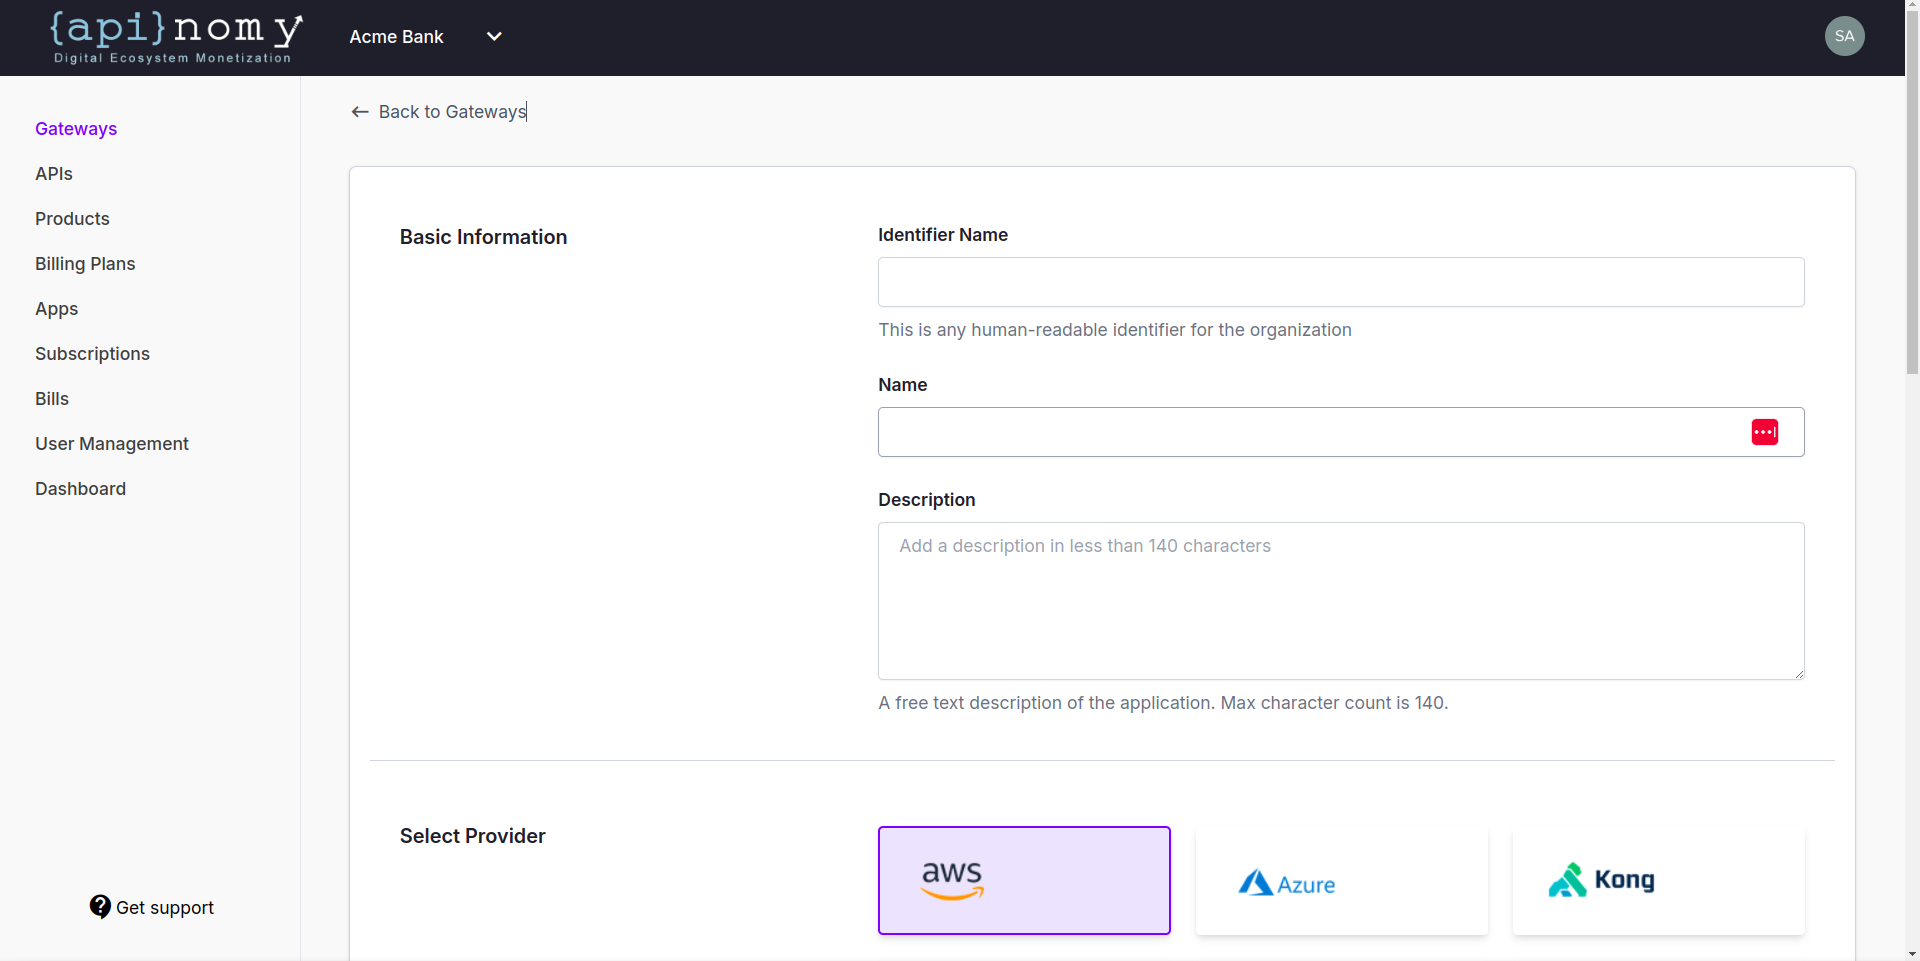 {api}nomy
Digital Ecosystem Monetization
Acme Bank
SA
Gateways
APIs
Products
Billing Plans
Apps
Subscriptions
Bills
User Management
Dashboard
Get support
Back to Gateways
Basic Information
Identifier Name
This is any human-readable identifier for the organization
Name
Description
Add a description in less than 140 characters
A free text description of the application. Max character count is 140.
Select Provider
aws
Azure
Kong